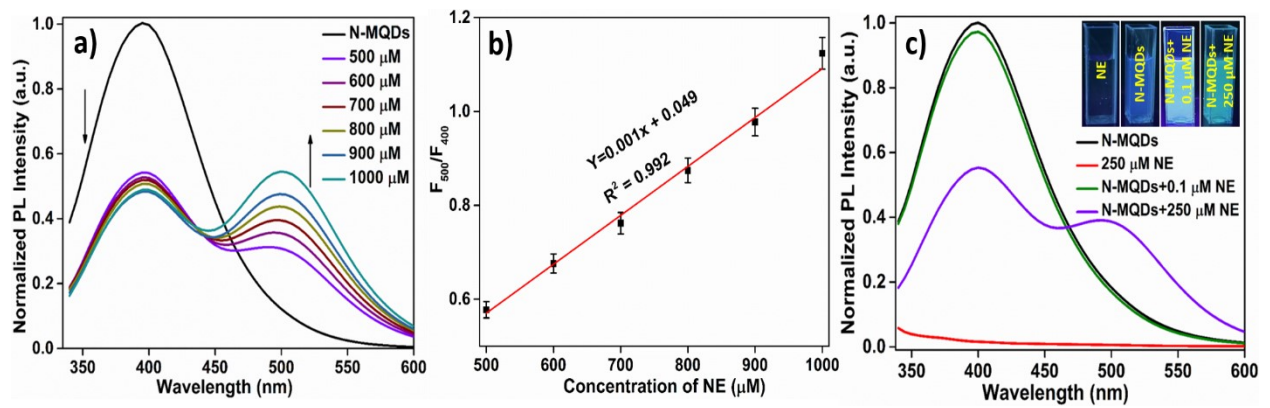 a)
Normalized PL Intensity (a.u.)
1.0
0.8
0.6
0.4
0.2
0.0
350 400 450 500 550 600
Wavelength (nm)
N-MQDs
500 μM
600 μM
700 μM
800 μM
900 μM
1000 μM
b)
F500/F400
1.2
1.0
0.8
0.6
Y=0.001x + 0.049
R² = 0.992
500 600 700 800 900 1000
Concentration of NE (μM)
c)
Normalized PL Intensity (a.u.)
1.0
0.8
0.6
0.4
0.2
0.0
350 400 450 500 550 600
Wavelength (nm)
NE
N-MQDs
N-MQDs+
0.1 μM NE
N-MQDs+
250 μM NE
N-MQDs
250 μM NE
N-MQDs+0.1 μM NE
N-MQDs+250 μM NE